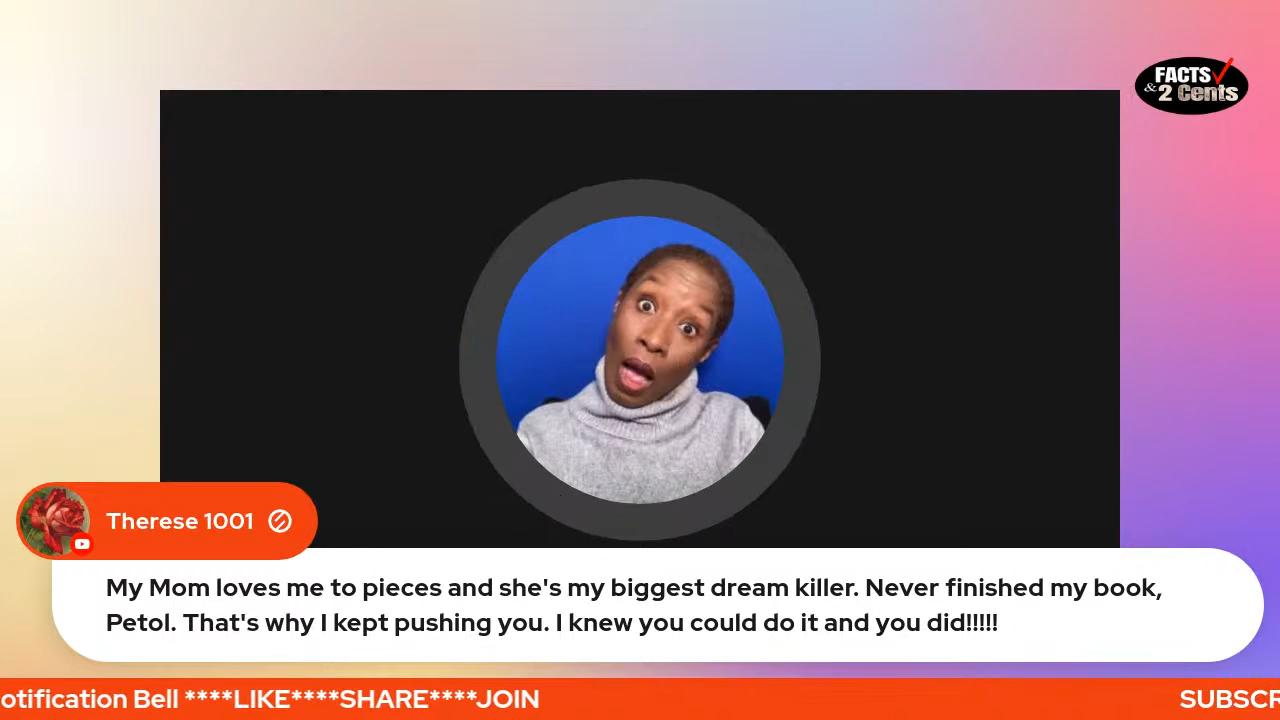 FACTS
& 2 Cents
Therese 1001
My Mom loves me to pieces and she's my biggest dream killer. Never finished my book,
Petol. That's why I kept pushing you. I knew you could do it and you did!!!!!
otification Bell ****LIKE****SHARE****JOIN SUBSCR